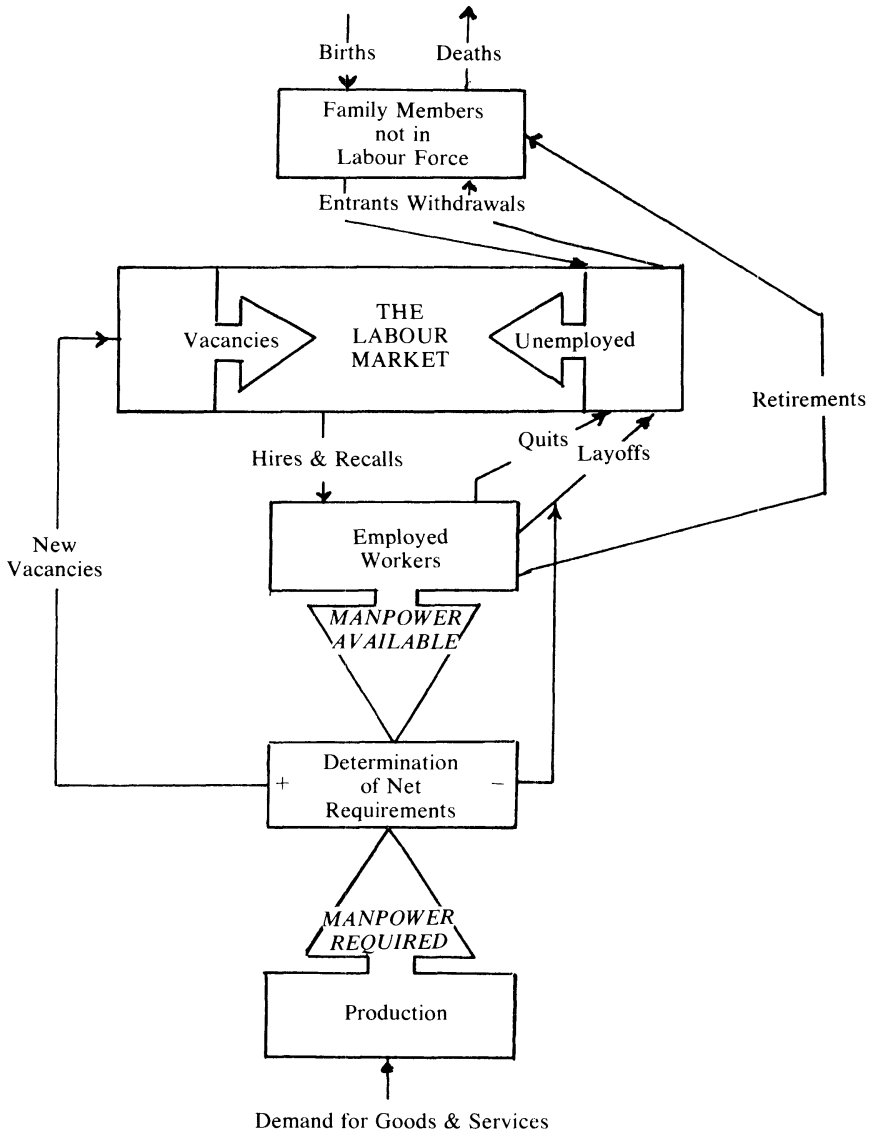 Births Deaths
Family Members
not in
Labour Force
Entrants Withdrawals
THE
LABOUR
MARKET
Vacancies
Unemployed
Retirements
Quits
Layoffs
Hires & Recalls
New
Vacancies
Employed
Workers
MANPOWER
AVAILABLE
Determination
of Net
Requirements
+ −
MANPOWER
REQUIRED
Production
Demand for Goods & Services